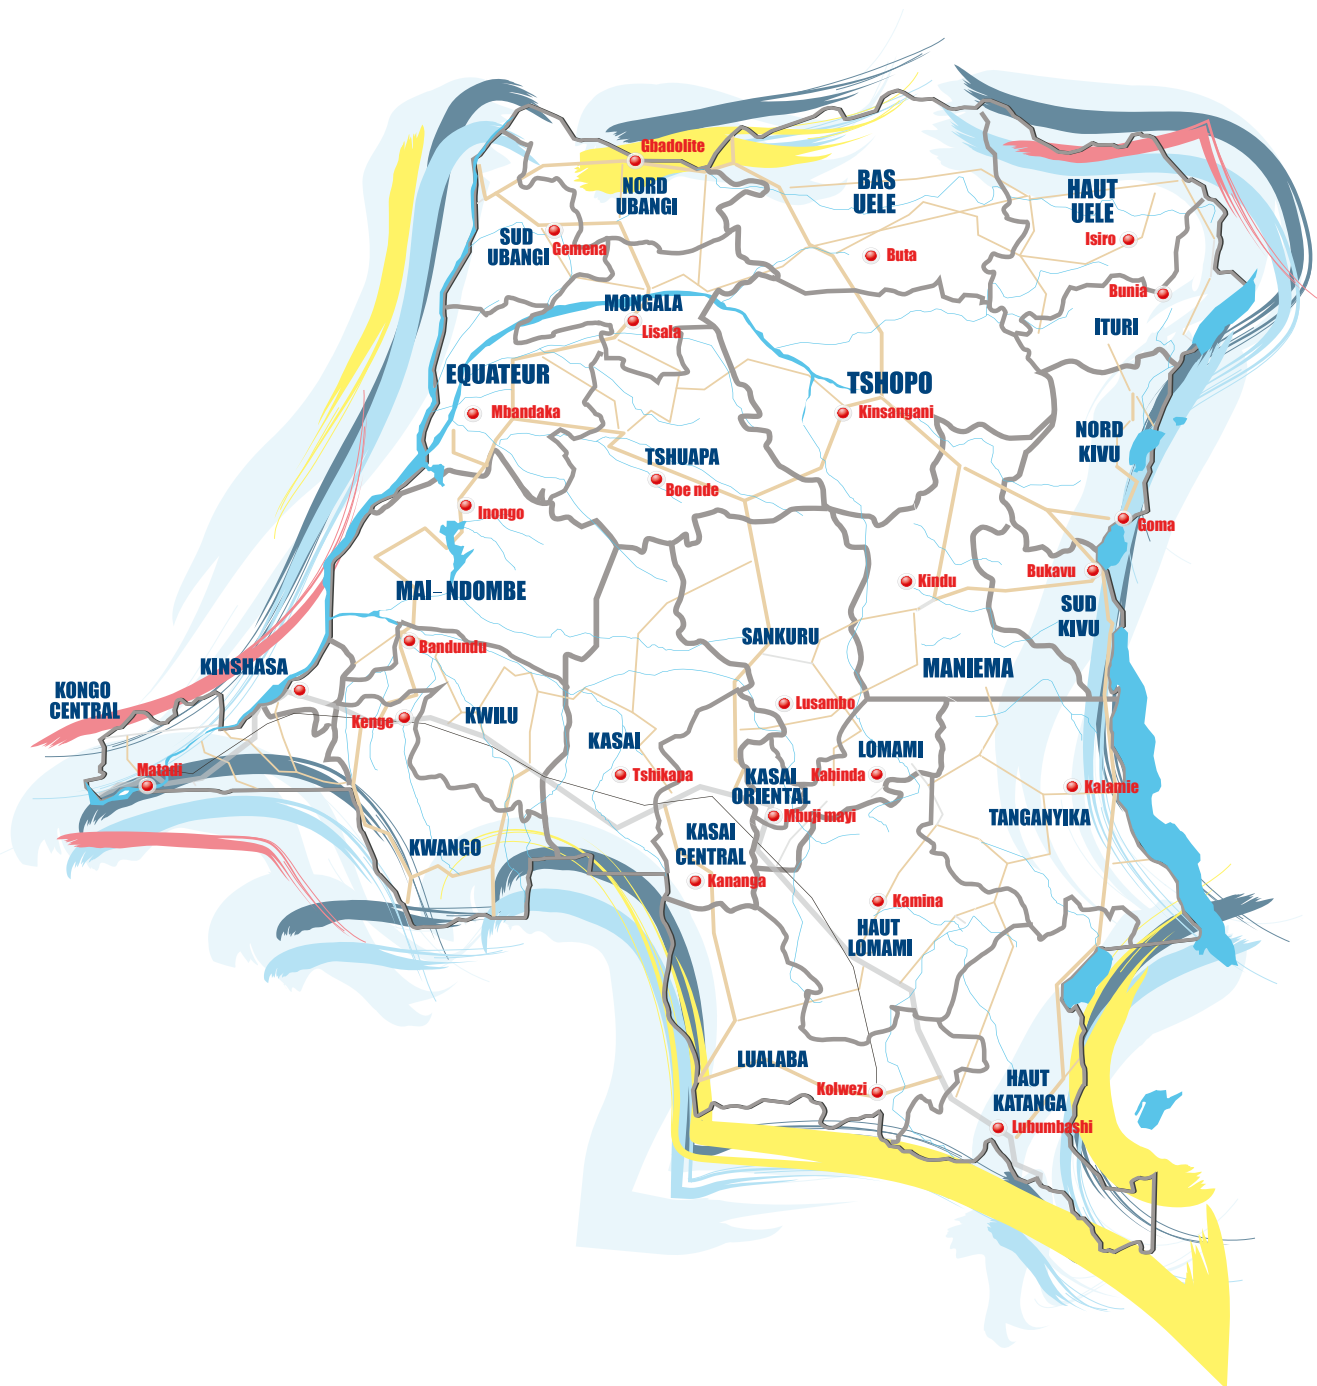 Gbadolite
NORD
UBANGI
BAS
UELE
HAUT
UELE
SUD
UBANGI
Gemena
Isiro
Buta
Bunia
MONGALA
Lisala
ITURI
EQUATEUR
TSHOPO
Mbandaka
Kinsangani
NORD
KIVU
TSHUAPA
Boe nde
Inongo
Goma
Bukavu
Kindu
MAI- NDOMBE
SUD
KIVU
SANKURU
Bandundu
KINSHASA
MANIEMA
KONGO
CENTRAL
Lusambo
Kenge
KWILU
KASAI
LOMAMI
Matadi
Tshikapa
KASAI
ORIENTAL
Kabinda
Kalamie
Mbuji mayi
TANGANYIKA
KASAI
CENTRAL
KWANGO
Kananga
Kamina
HAUT
LOMAMI
LUALABA
Kolwezi
HAUT
KATANGA
Lubumbashi